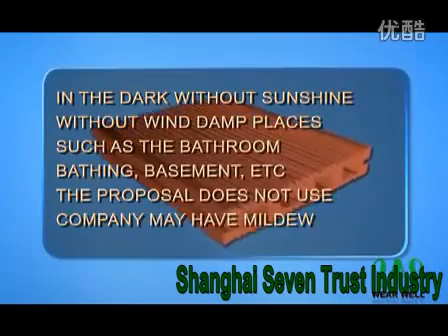 优酷
IN THE DARK WITHOUT SUNSHINE
WITHOUT WIND DAMP PLACES
SUCH AS THE BATHROOM
BATHING, BASEMENT, ETC
THE PROPOSAL DOES NOT USE
COMPANY MAY HAVE MILDEW
Shanghai Seven Trust Industry
WEAR WELL